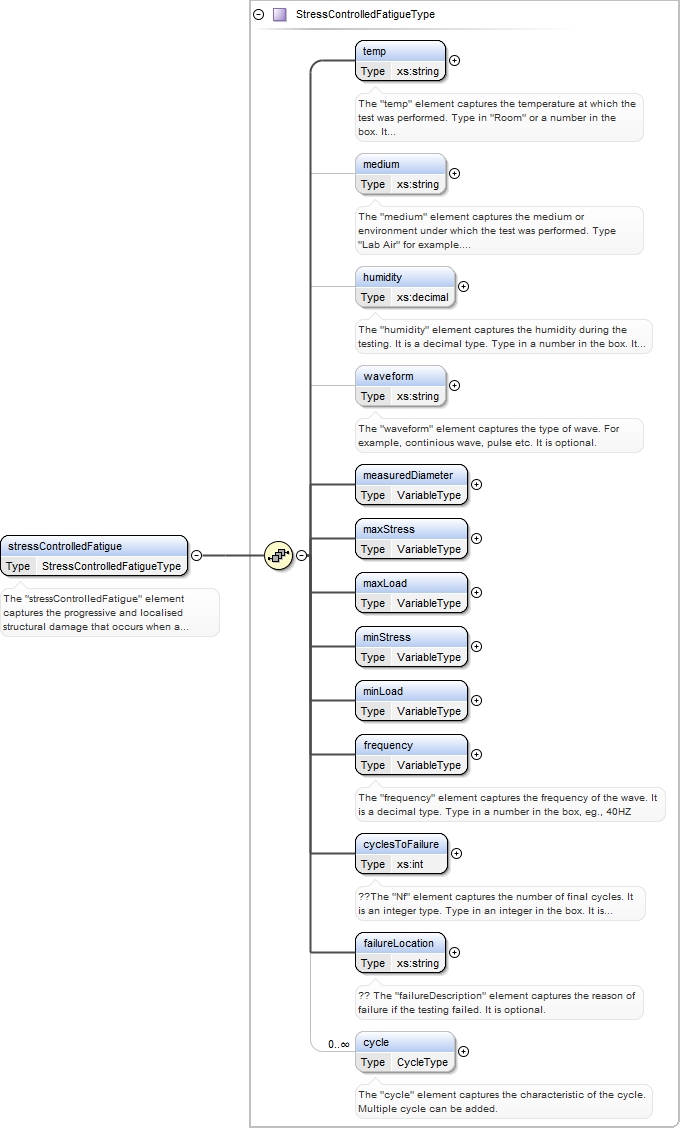 StressControlledFatigueType
temp
Type xs:string
The "temp" element captures the temperature at which the
test was performed. Type in "Room" or a number in the
box. It...
medium
Type xs:string
The "medium" element captures the medium or
environment under which the test was performed. Type
"Lab Air" for example....
humidity
Type xs:decimal
The "humidity" element captures the humidity during the
testing. It is a decimal type. Type in a number in the box. It...
waveform
Type xs:string
The "waveform" element captures the type of wave. For
example, continious wave, pulse etc. It is optional.
measuredDiameter
Type VariableType
maxStress
Type VariableType
stressControlledFatigue
Type StressControlledFatigueType
The "stressControlledFatigue" element
captures the progressive and localised
structural damage that occurs when a...
maxLoad
Type VariableType
minStress
Type VariableType
minLoad
Type VariableType
frequency
Type VariableType
The "frequency" element captures the frequency of the wave. It
is a decimal type. Type in a number in the box, eg., 40HZ
cyclesToFailure
Type xs:int
??The "Nf" element captures the number of final cycles. It
is an integer type. Type in an integer in the box. It is...
failureLocation
Type xs:string
?? The "failureDescription" element captures the reason of
failure if the testing failed. It is optional.
0..∞
cycle
Type CycleType
The "cycle" element captures the characteristic of the cycle.
Multiple cycle can be added.